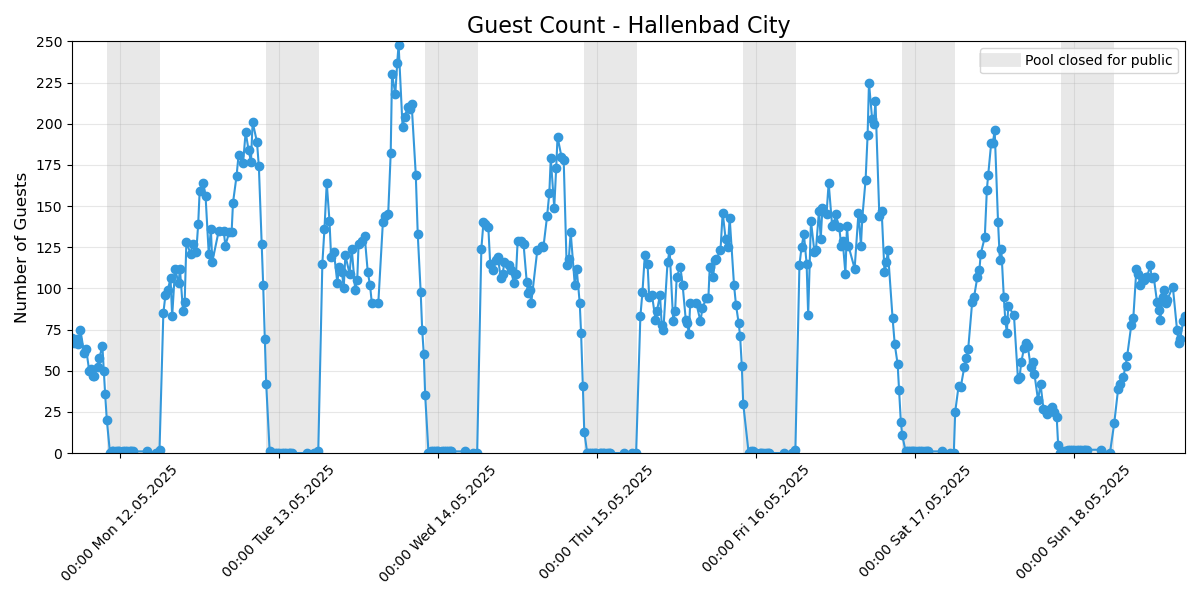 Guest Count - Hallenbad City
Pool closed for public
Number of Guests
250
225
200
175
150
125
100
75
50
25
0
00:00 Mon 12.05.2025
00:00 Tue 13.05.2025
00:00 Wed 14.05.2025
00:00 Thu 15.05.2025
00:00 Fri 16.05.2025
00:00 Sat 17.05.2025
00:00 Sun 18.05.2025